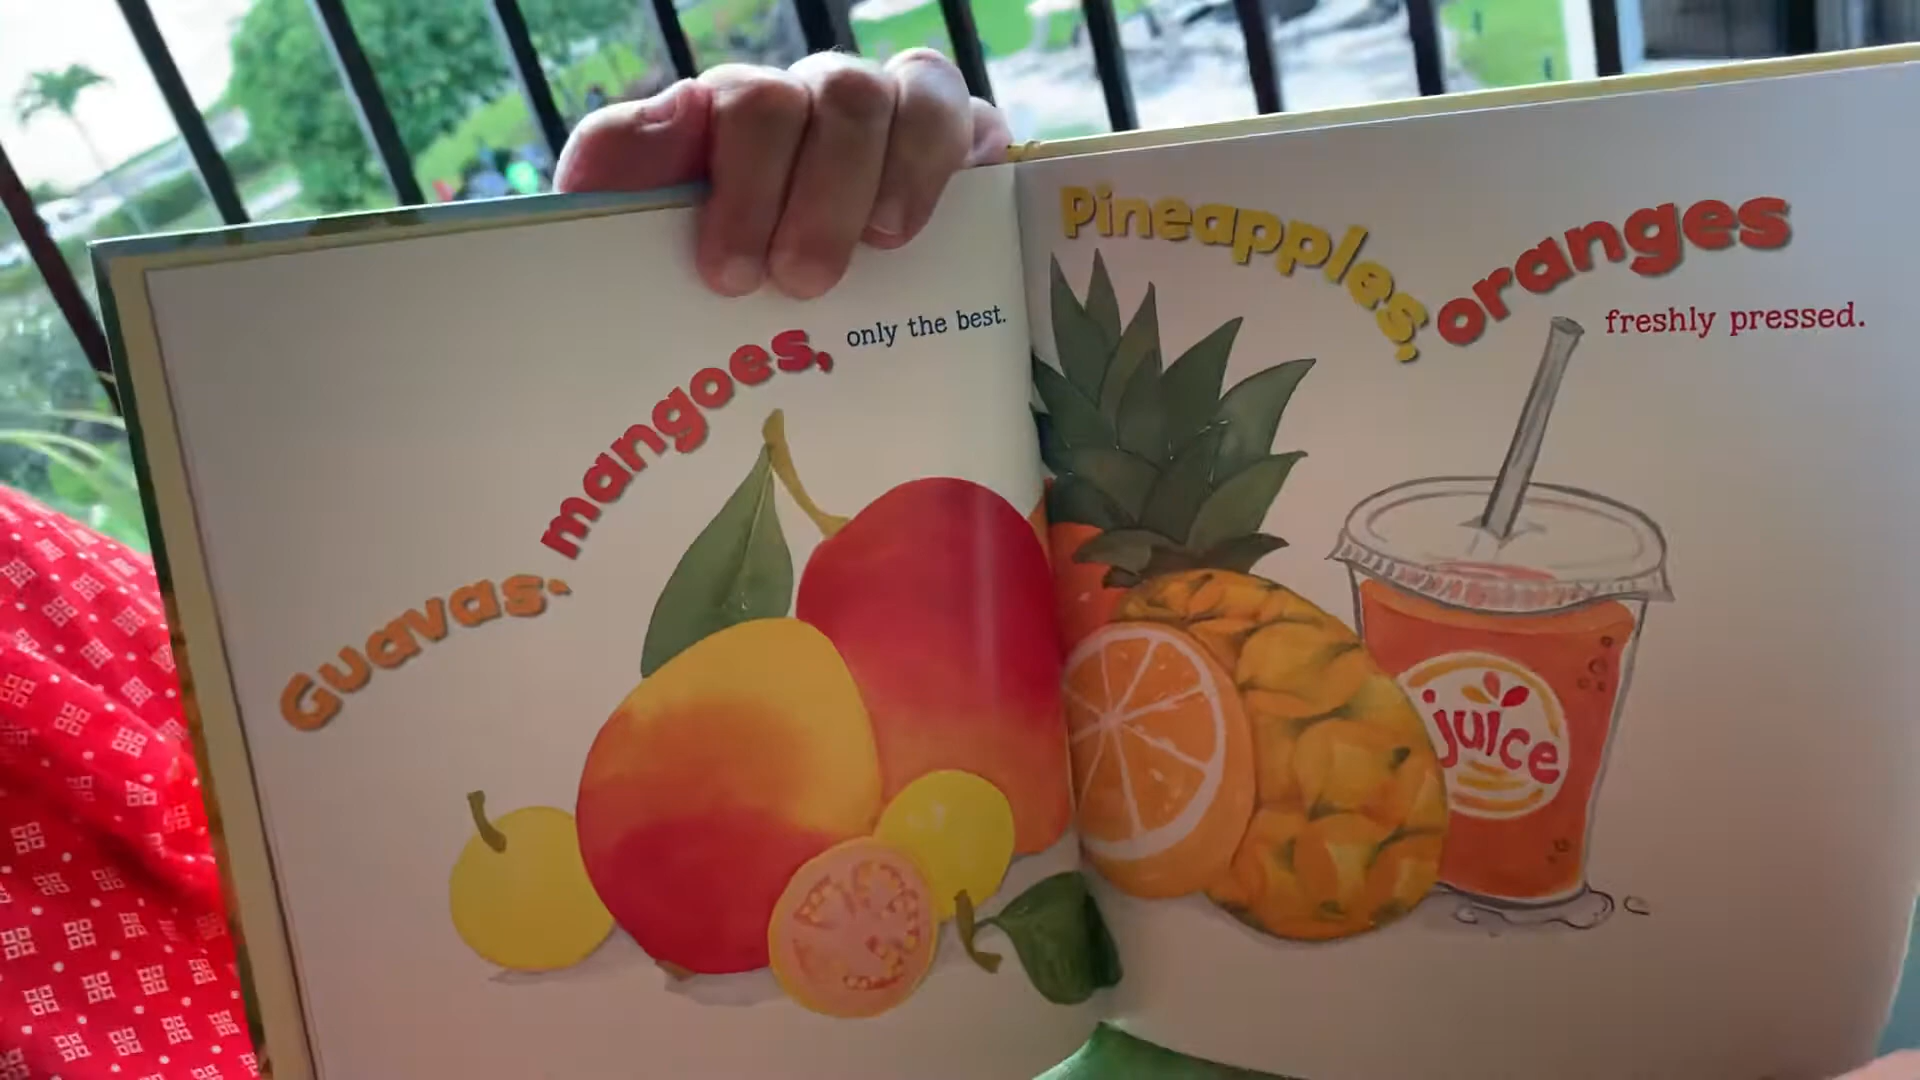 Guavas, mangoes, only the best.
Pineapples, oranges
freshly pressed.
juice